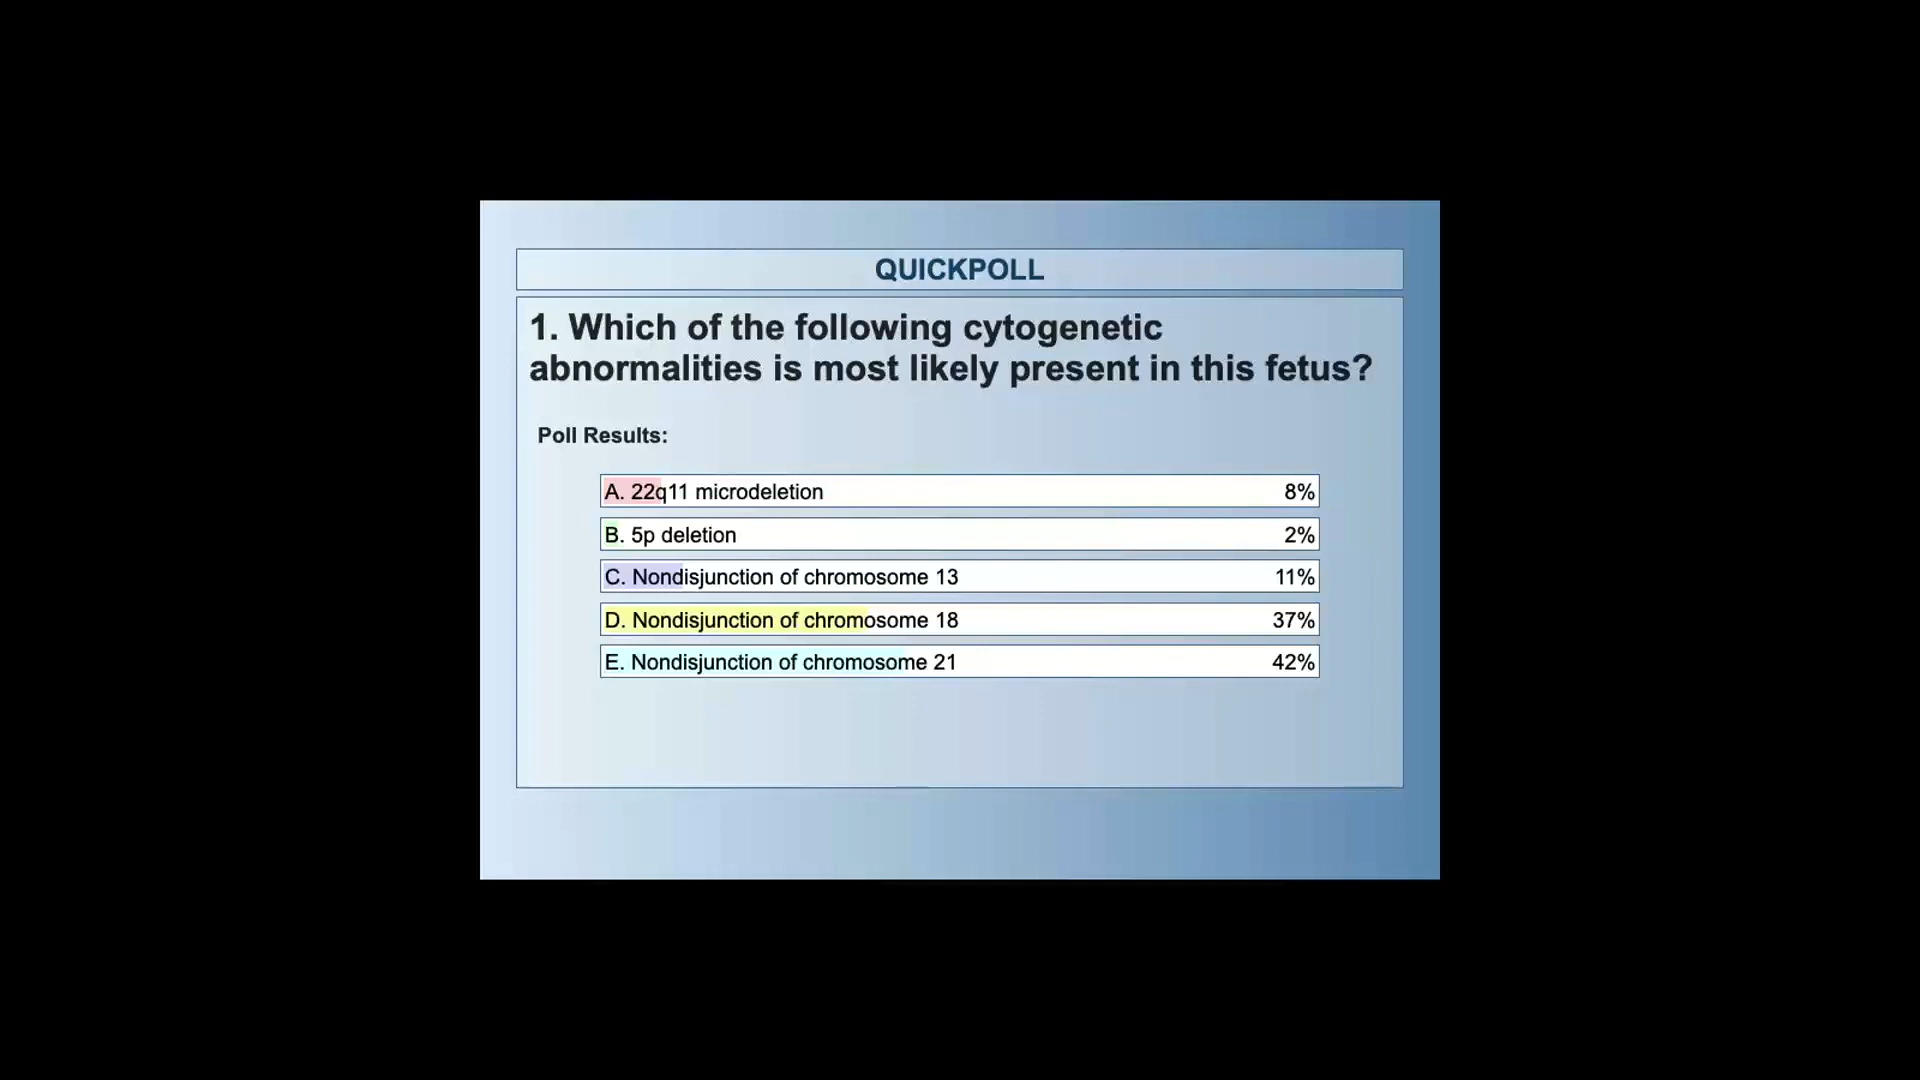 QUICKPOLL
1. Which of the following cytogenetic
abnormalities is most likely present in this fetus?
Poll Results:
A. 22q11 microdeletion 8%
B. 5p deletion 2%
C. Nondisjunction of chromosome 13 11%
D. Nondisjunction of chromosome 18 37%
E. Nondisjunction of chromosome 21 42%